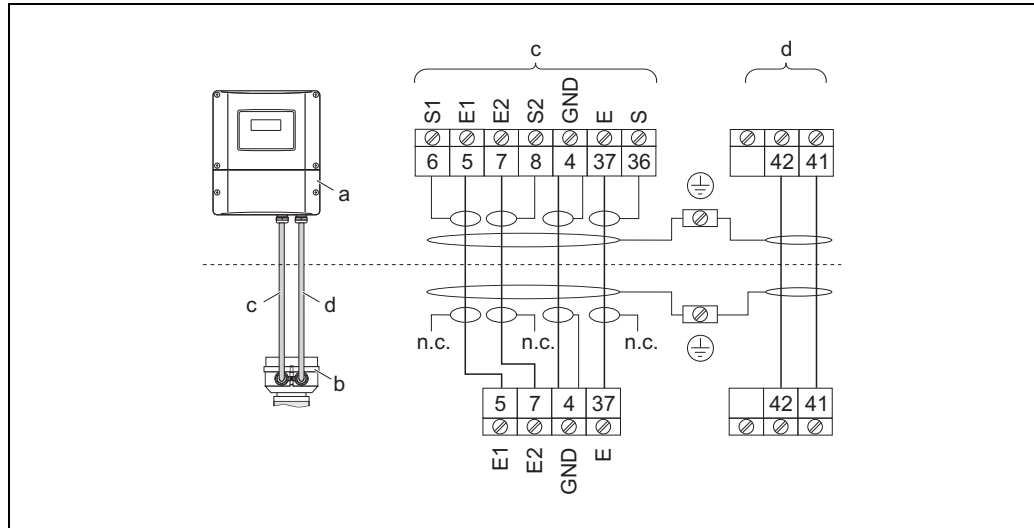 c
d
S1 E1 E2 S2 GND E S
6 5 7 8 4 37 36
42 41
a
c
d
n.c. n.c. n.c.
b
5 7 4 37
42 41
E1 E2 GND E